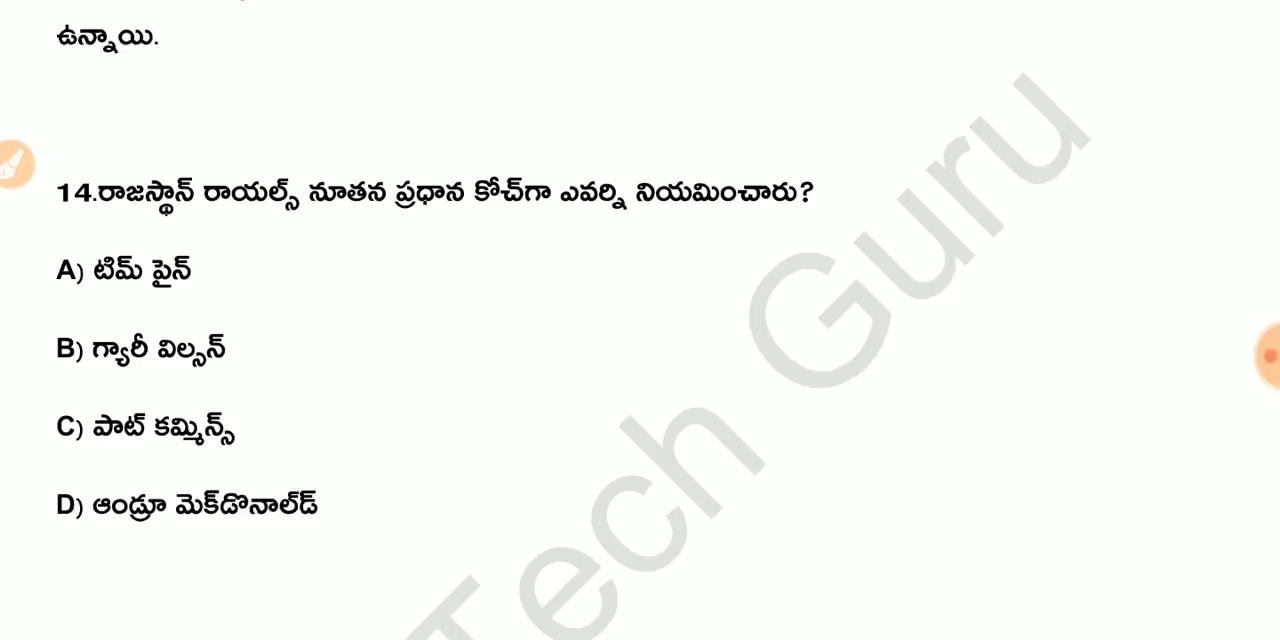 ఉన్నాయి.
14.రాజస్థాన్ రాయల్స్ నూతన ప్రధాన కోచ్‌గా ఎవర్ని నియమించారు?
A) టిమ్ పైన్
B) గ్యారీ విల్సన్
C) పాట్ కమ్మిన్స్
D) ఆండ్రూ మెక్‌డొనాల్డ్
Tech Guru